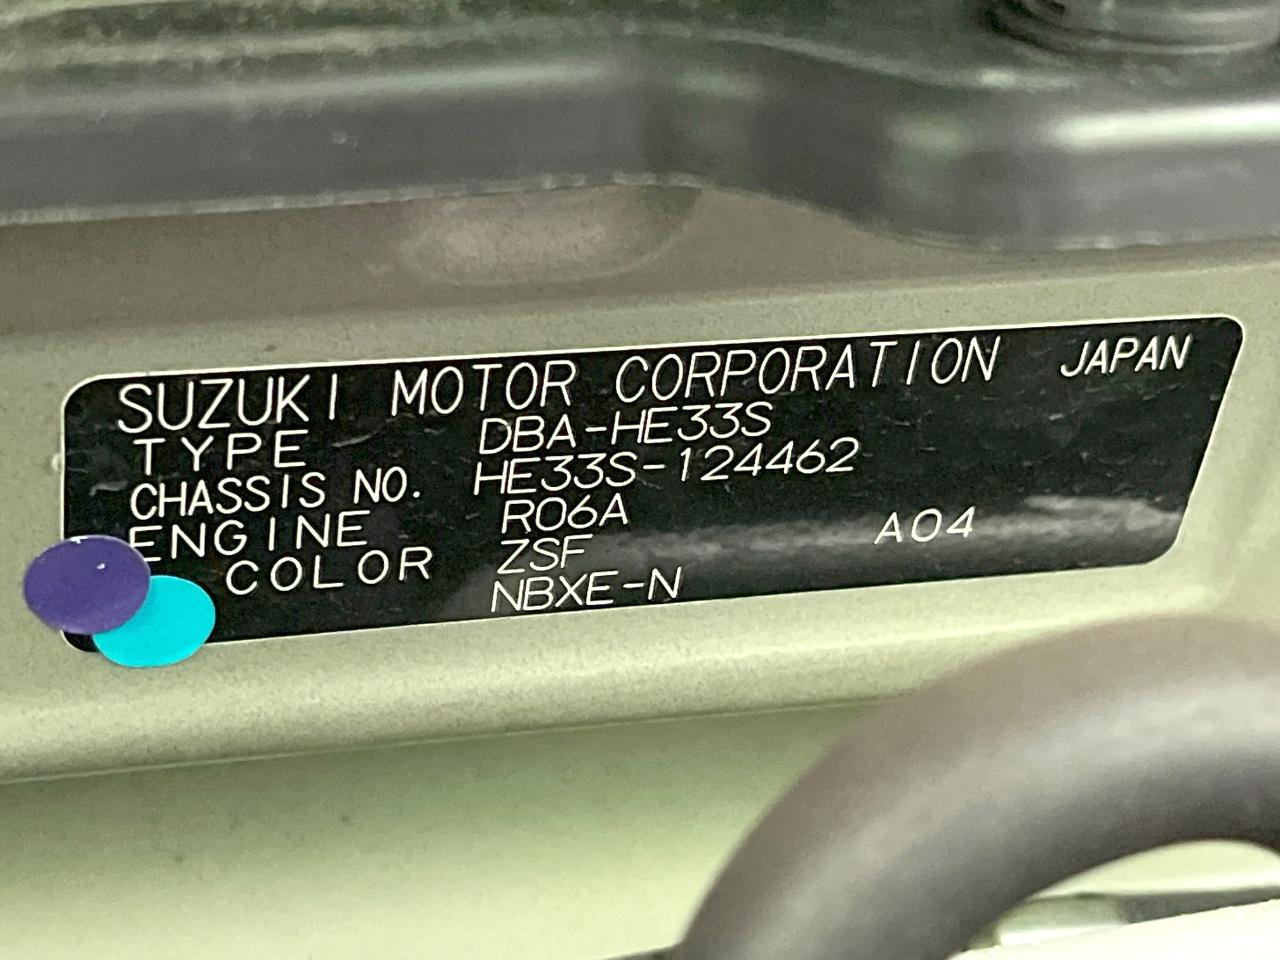 SUZUKI MOTOR CORPORATION JAPAN
TYPE DBA-HE33S
CHASSIS NO. HE33S-124462
ENGINE R06A
COLOR ZSF A04
NBXE-N